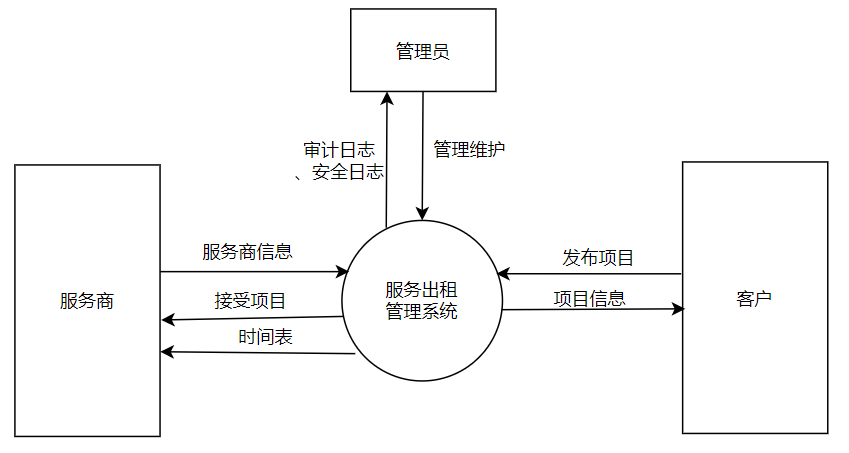 管理员
审计日志
、安全日志
管理维护
服务商信息
发布项目
服务商
接受项目
服务出租
管理系统
项目信息
客户
时间表